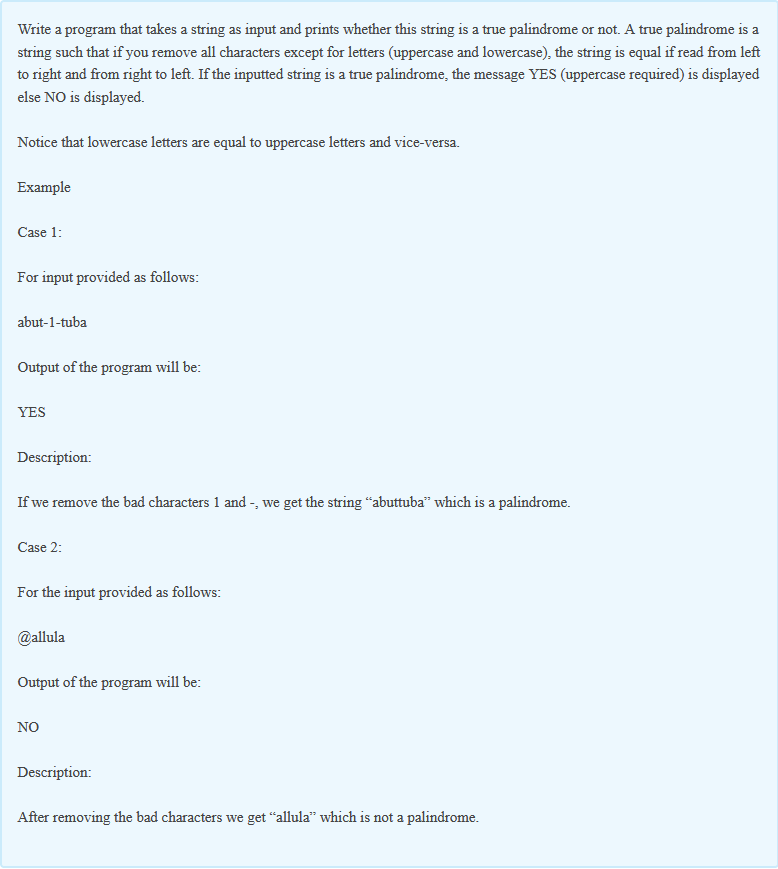 Write a program that takes a string as input and prints whether this string is a true palindrome or not. A true palindrome is a
string such that if you remove all characters except for letters (uppercase and lowercase), the string is equal if read from left
to right and from right to left. If the inputted string is a true palindrome, the message YES (uppercase required) is displayed
else NO is displayed.
Notice that lowercase letters are equal to uppercase letters and vice-versa.
Example
Case 1:
For input provided as follows:
abut-1-tuba
Output of the program will be:
YES
Description:
If we remove the bad characters 1 and -, we get the string “abuttuba” which is a palindrome.
Case 2:
For the input provided as follows:
@allula
Output of the program will be:
NO
Description:
After removing the bad characters we get “allula” which is not a palindrome.